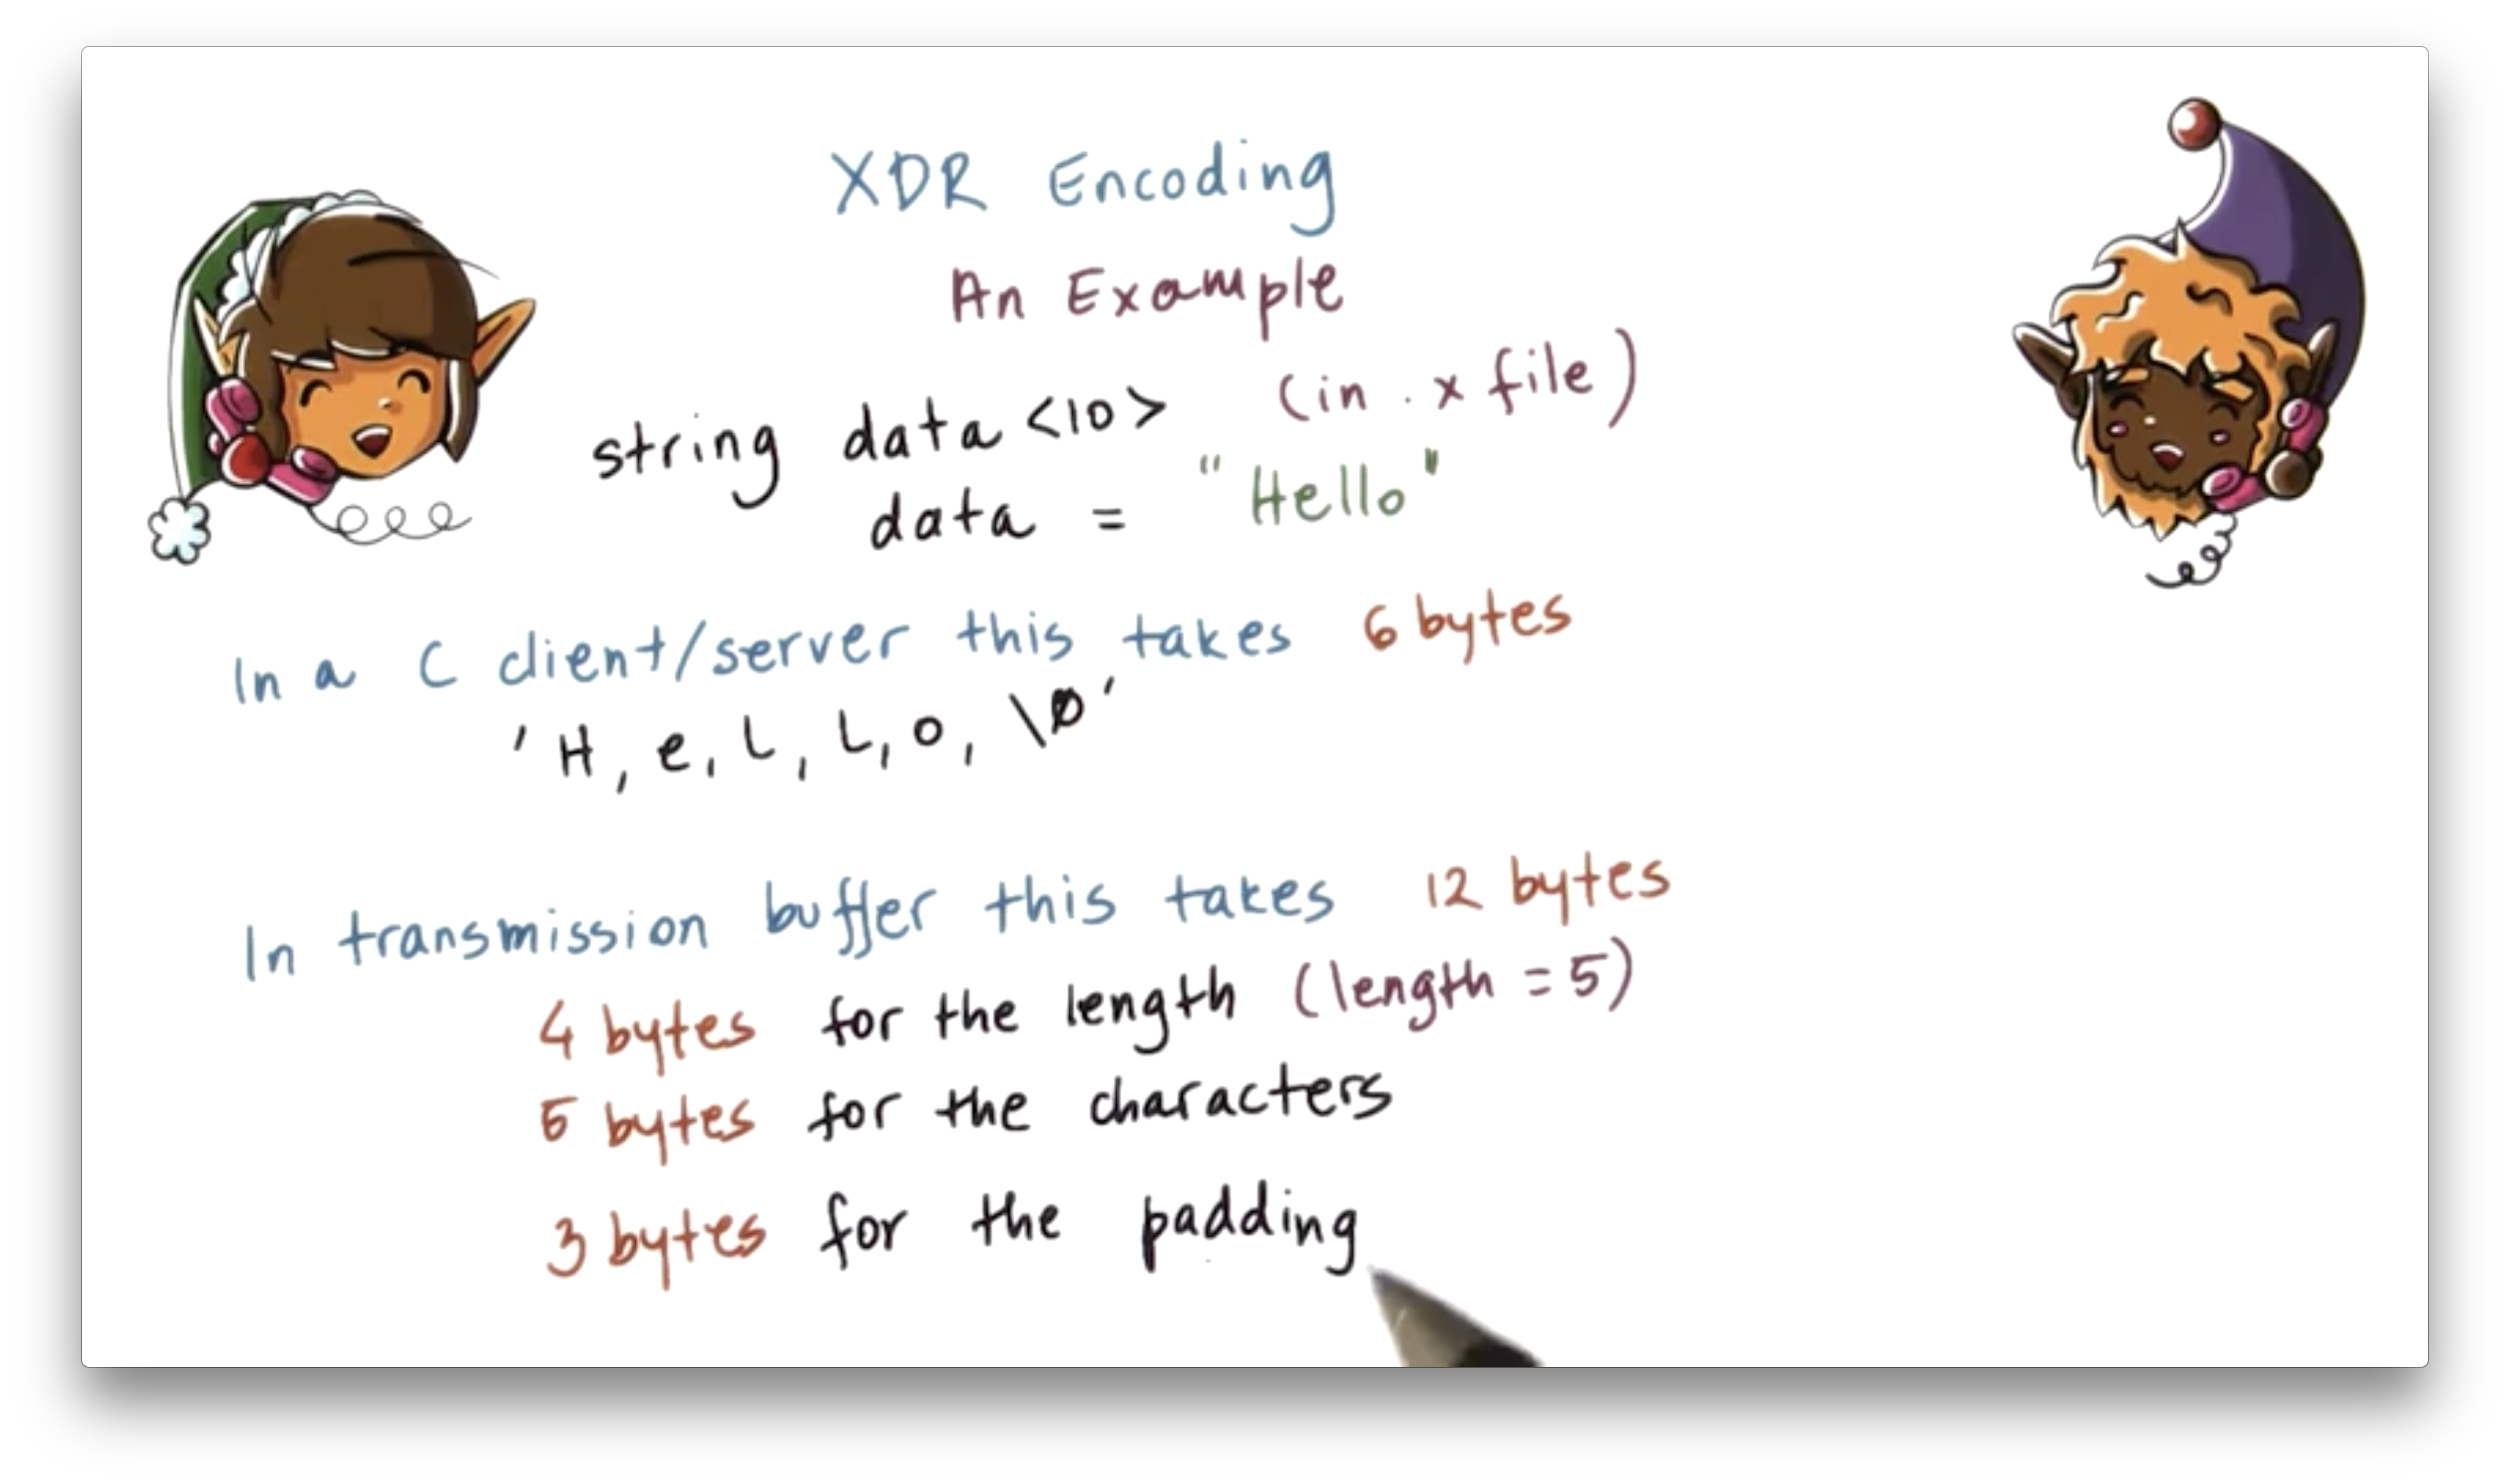 XDR Encoding
An Example
string data <10> (in .x file)
data = "Hello"
In a C client/server this takes 6 bytes
'H, e, L, L, o, \0'
In transmission buffer this takes 12 bytes
4 bytes for the length (length = 5)
5 bytes for the characters
3 bytes for the padding